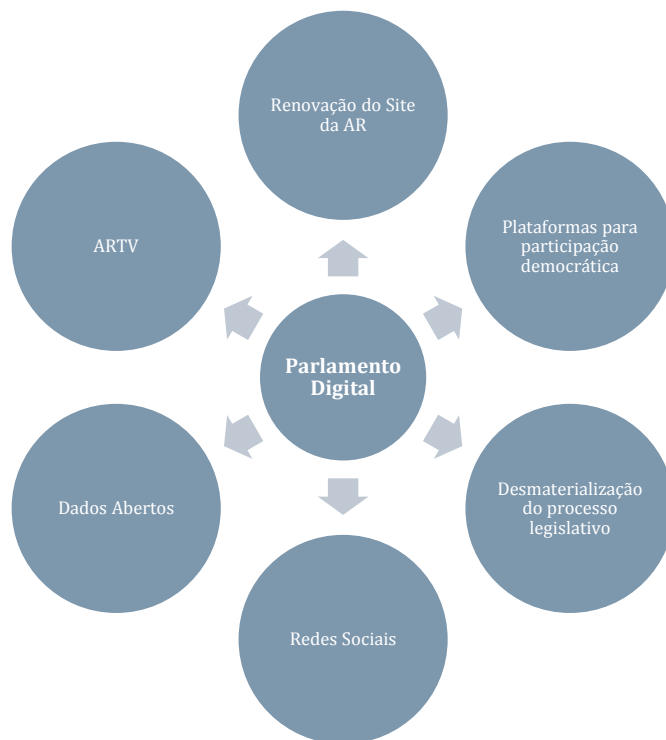 Renovação do Site
da AR
ARTV
Plataformas para
participação
democrática
Parlamento
Digital
Dados Abertos
Desmaterialização
do processo
legislativo
Redes Sociais